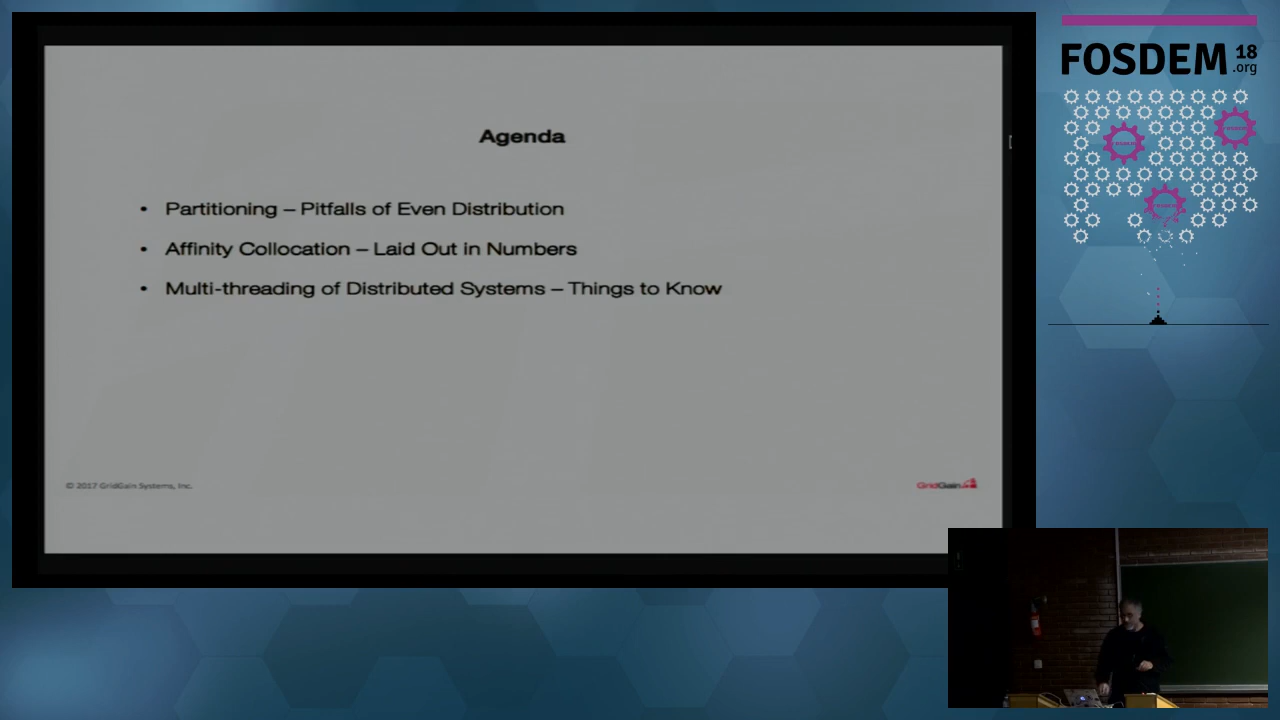 Agenda
• Partitioning – Pitfalls of Even Distribution
• Affinity Collocation – Laid Out in Numbers
• Multi-threading of Distributed Systems – Things to Know
© 2017 GridGain Systems, Inc.
GridGain
FOSDEM 18
.org